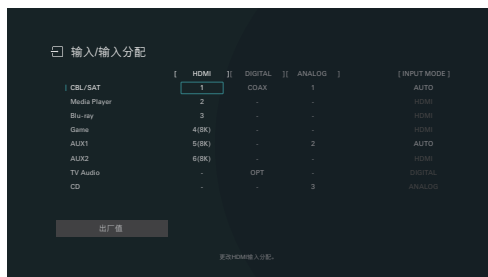 输入/输入分配
[ HDMI ][ DIGITAL ][ ANALOG ] [ INPUT MODE ]
CBL/SAT 1 COAX 1 AUTO
Media Player 2 - - HDMI
Blu-ray 3 - - HDMI
Game 4(8K) - - HDMI
AUX1 5(8K) - 2 AUTO
AUX2 6(8K) - - HDMI
TV Audio - OPT - DIGITAL
CD - - 3 ANALOG
出厂值
更改HDMI输入分配。